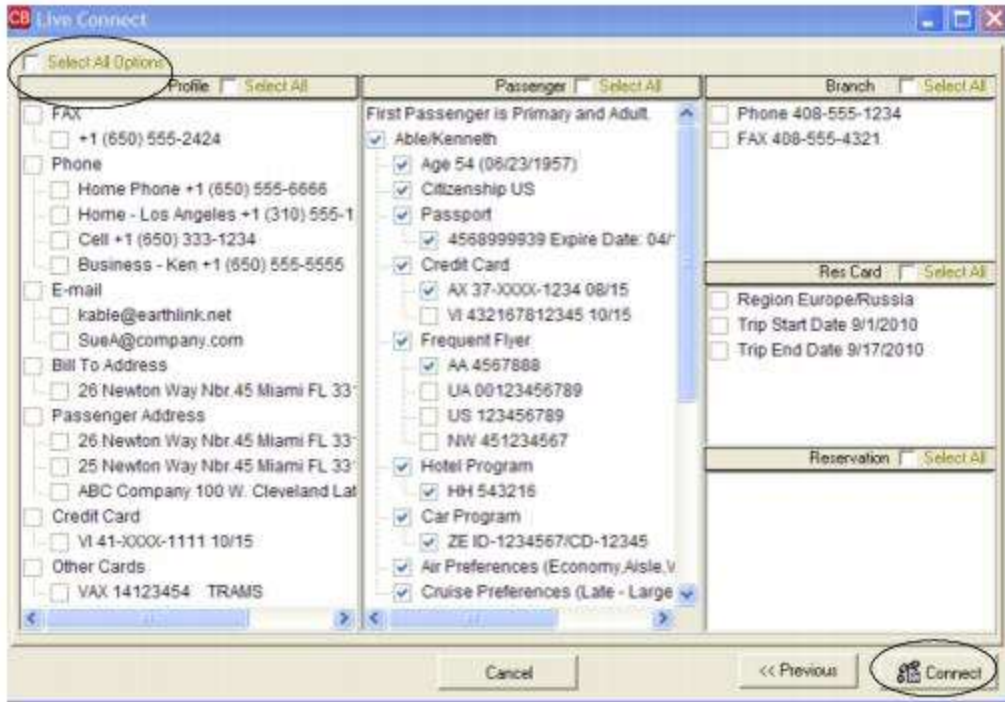 CB Live Connect
Select All Options
Profile Select All
FAX
+1 (650) 555-2424
Phone
Home Phone +1 (650) 555-6666
Home - Los Angeles +1 (310) 555-1
Cell +1 (650) 333-1234
Business - Ken +1 (650) 555-5555
E-mail
kable@earthlink.net
SueA@company.com
Bill To Address
26 Newton Way Nbr.45 Miami FL 33
Passenger Address
26 Newton Way Nbr.45 Miami FL 33
25 Newton Way Nbr.45 Miami FL 33
ABC Company 100 W. Cleveland Lat
Credit Card
VI 41-XXXX-1111 10/15
Other Cards
VAX 14123454 TRAMS
Passenger Select All
First Passenger is Primary and Adult.
Able/Kenneth
Age 54 (06/23/1957)
Citizenship US
Passport
4568999939 Expire Date: 04/
Credit Card
AX 37-XXXX-1234 08/15
VI 432167812345 10/15
Frequent Flyer
AA 4567888
UA 00123456789
US 123456789
NW 451234567
Hotel Program
HH 543216
Car Program
ZE ID-1234567/CD-12345
Air Preferences (Economy,Aisle,V
Cruise Preferences (Late - Large
Branch Select All
Phone 408-555-1234
FAX 408-555-4321
Res Card Select All
Region Europe/Russia
Trip Start Date 9/1/2010
Trip End Date 9/17/2010
Reservation Select All
Cancel
<< Previous
Connect